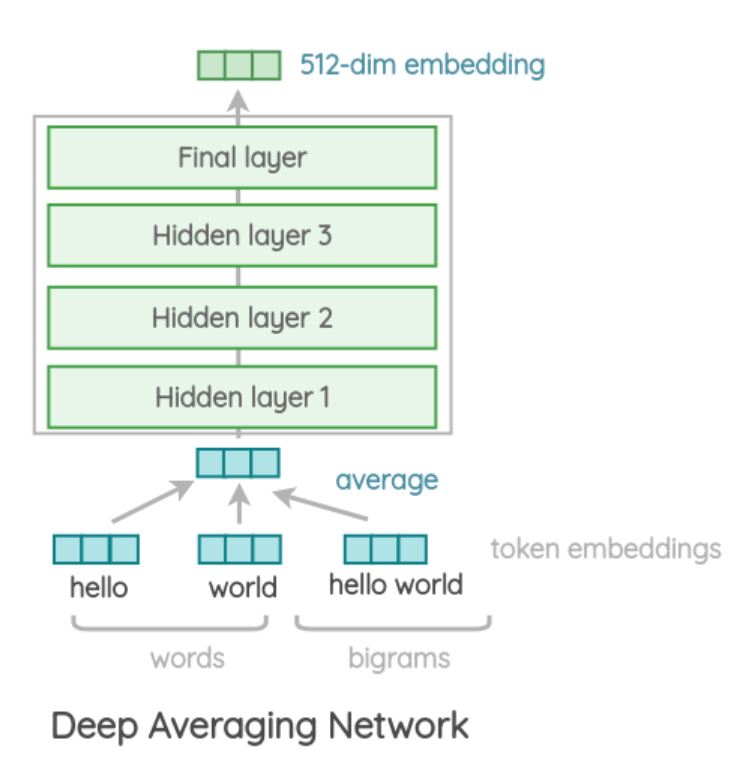 512-dim embedding
Final layer
Hidden layer 3
Hidden layer 2
Hidden layer 1
average
token embeddings
hello world hello world
words bigrams
Deep Averaging Network